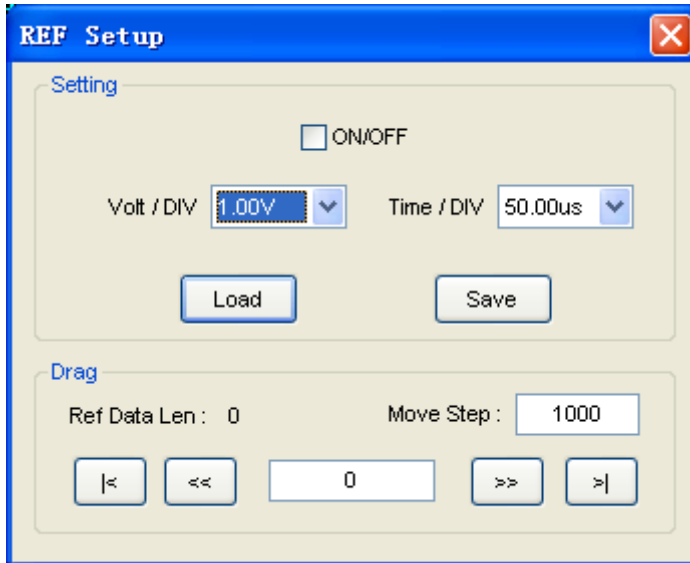 REF Setup
Setting
ON/OFF
Volt / DIV 1.00V Time / DIV 50.00us
Load Save
Drag
Ref Data Len : 0 Move Step : 1000
|< << 0 >> >|